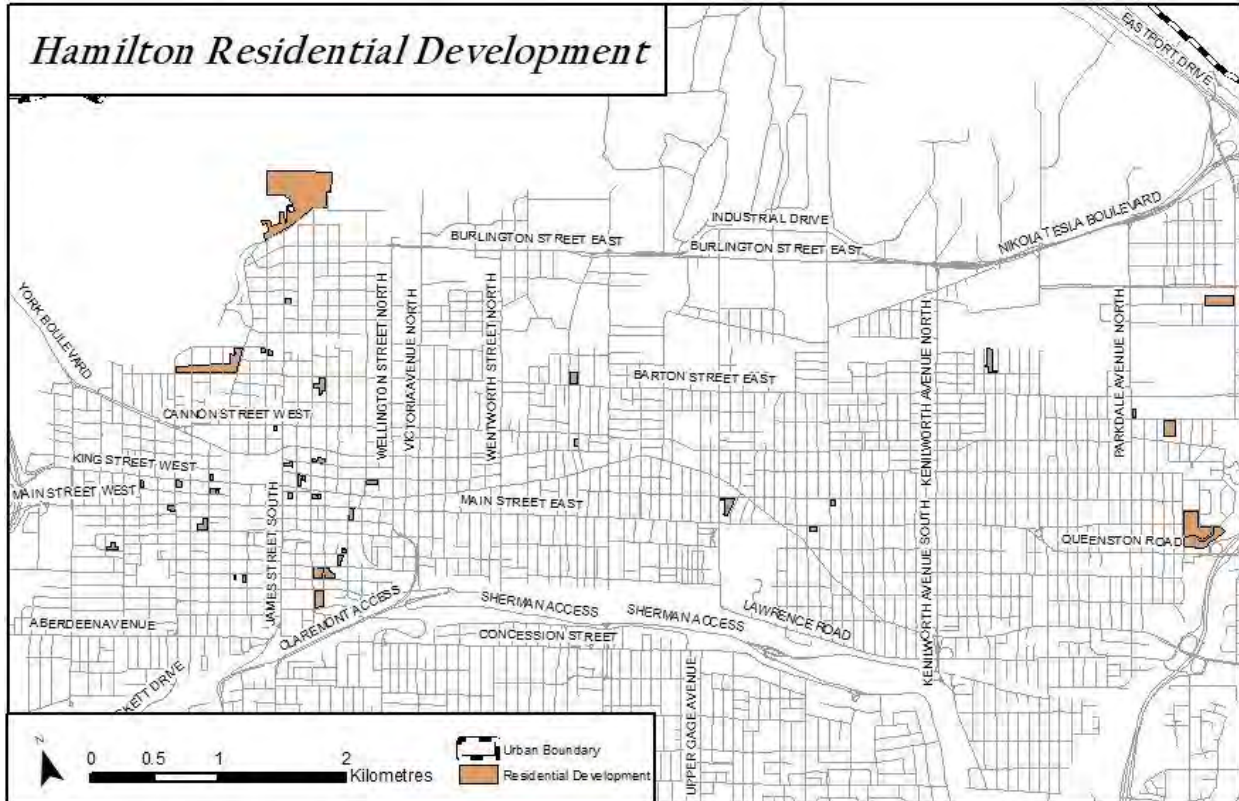 Hamilton Residential Development
EASTPORT DRIVE
INDUSTRIAL DRIVE
NIKOLA TESLA BOULEVARD
BURLINGTON STREET EAST
BURLINGTON STREET EAST
YORK BOULEVARD
WELLINGTON STREET NORTH
VICTORIA AVENUE NORTH
WENTWORTH STREET NORTH
KENILWORTH AVENUE NORTH
PARKDALE AVENUE NORTH
BARTON STREET EAST
CANNON STREET WEST
KING STREET WEST
MAIN STREET WEST
MAIN STREET EAST
JAMES STREET SOUTH
QUEENSTON ROAD
KENILWORTH AVENUE SOUTH
CLAREMONT ACCESS
SHERMAN ACCESS
SHERMAN ACCESS
LAWRENCE ROAD
ABERDEEN AVENUE
CONCESSION STREET
SKETT DRIVE
UPPER GAGE AVENUE
N
0 0.5 1 2
Kilometres
Urban Boundary
Residential Development